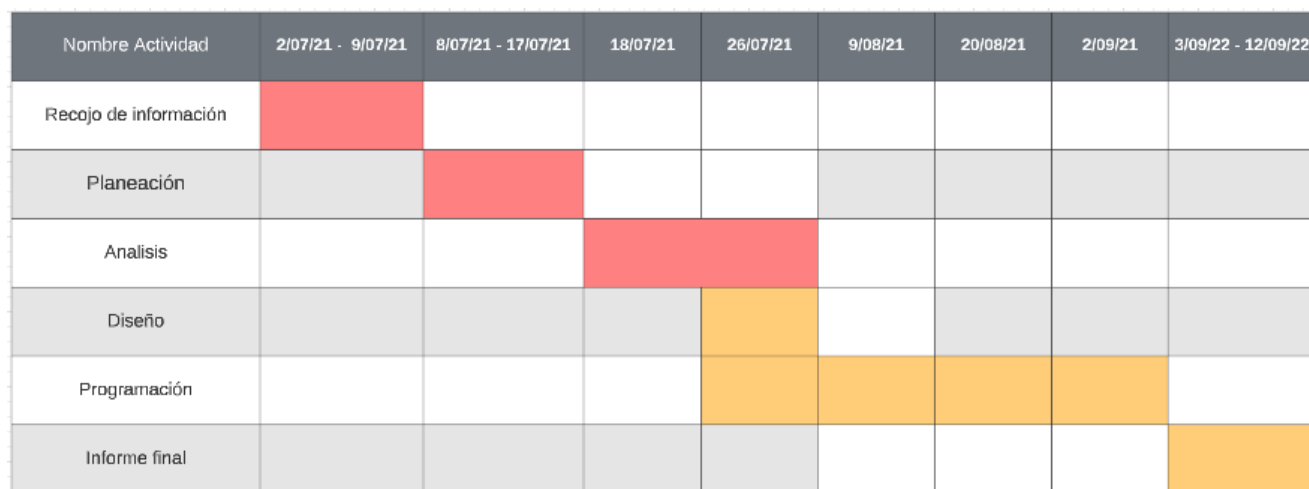 Nombre Actividad 2/07/21 - 9/07/21 8/07/21 - 17/07/21 18/07/21 26/07/21 9/08/21 20/08/21 2/09/21 3/09/22 - 12/09/22
Recojo de información
Planeación
Analisis
Diseño
Programación
Informe final